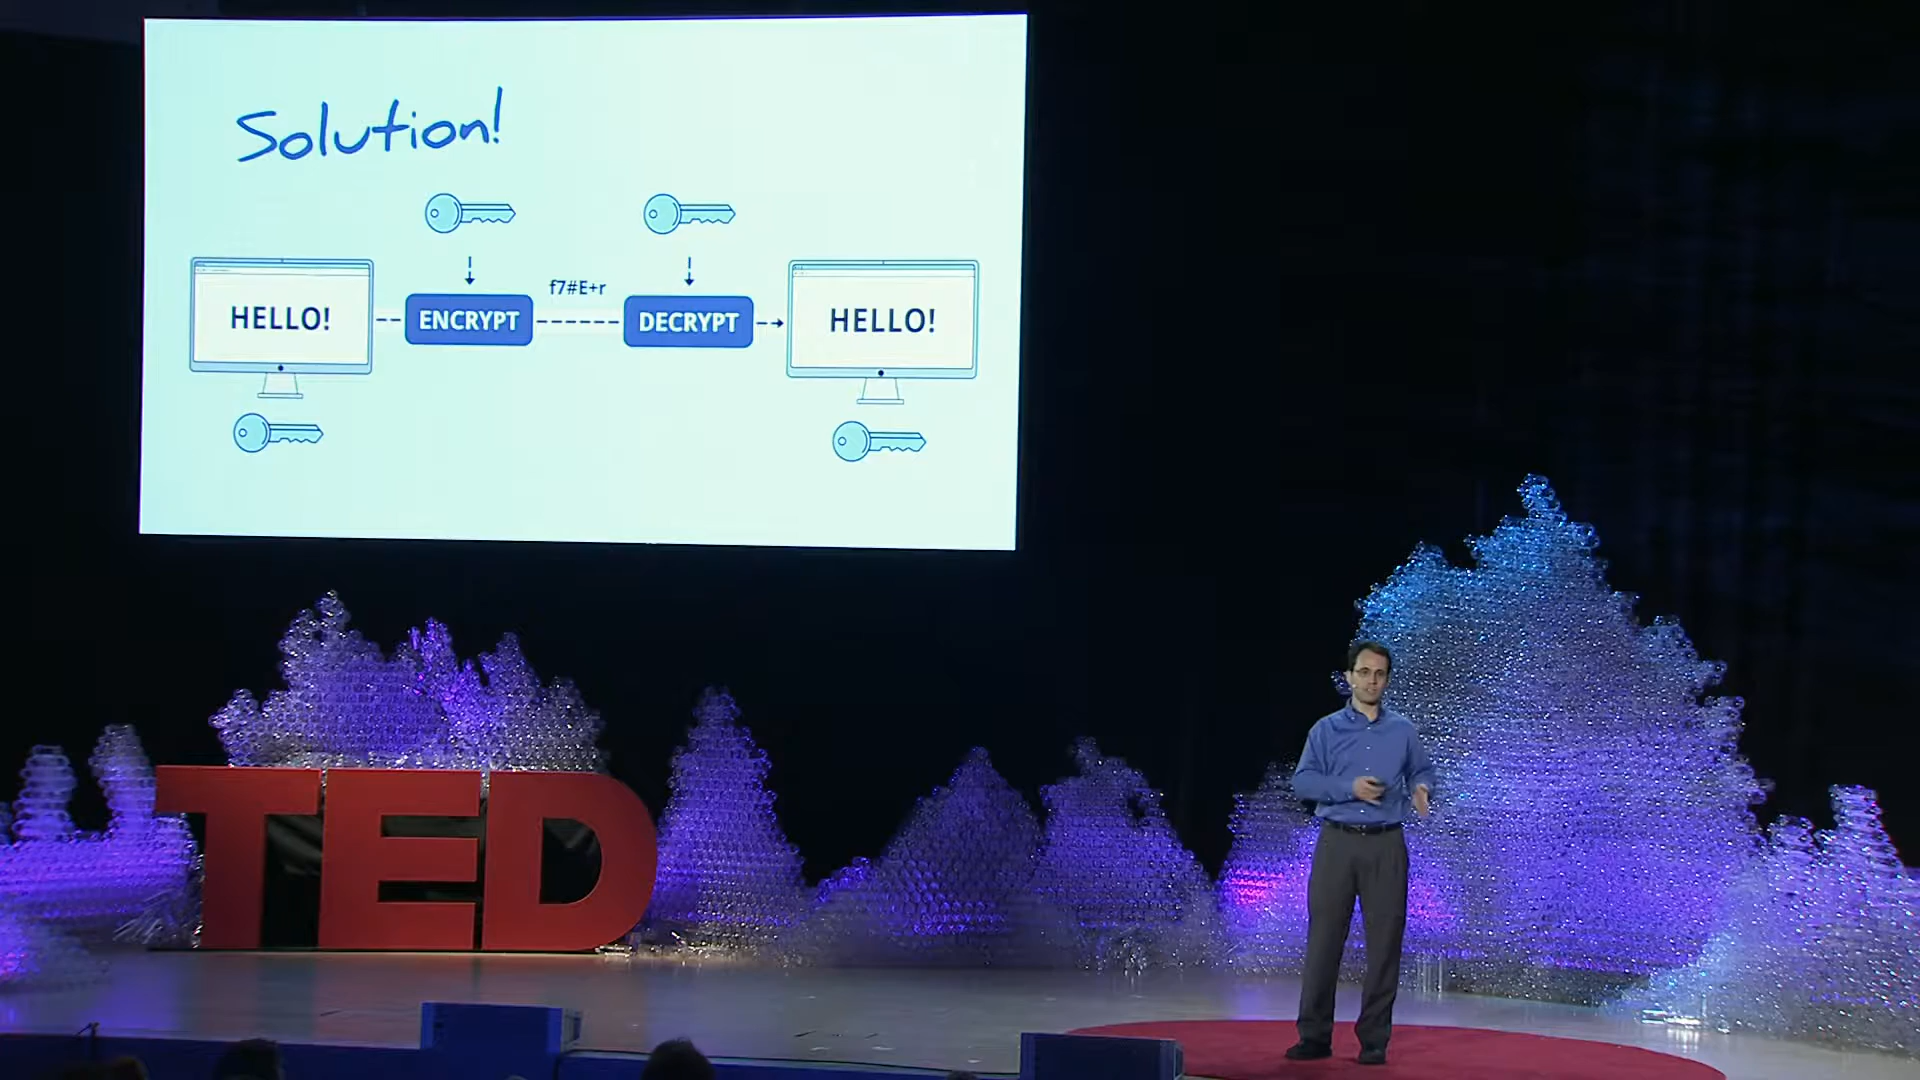 Solution!
f7#E+r
HELLO!
ENCRYPT
DECRYPT
HELLO!
TED